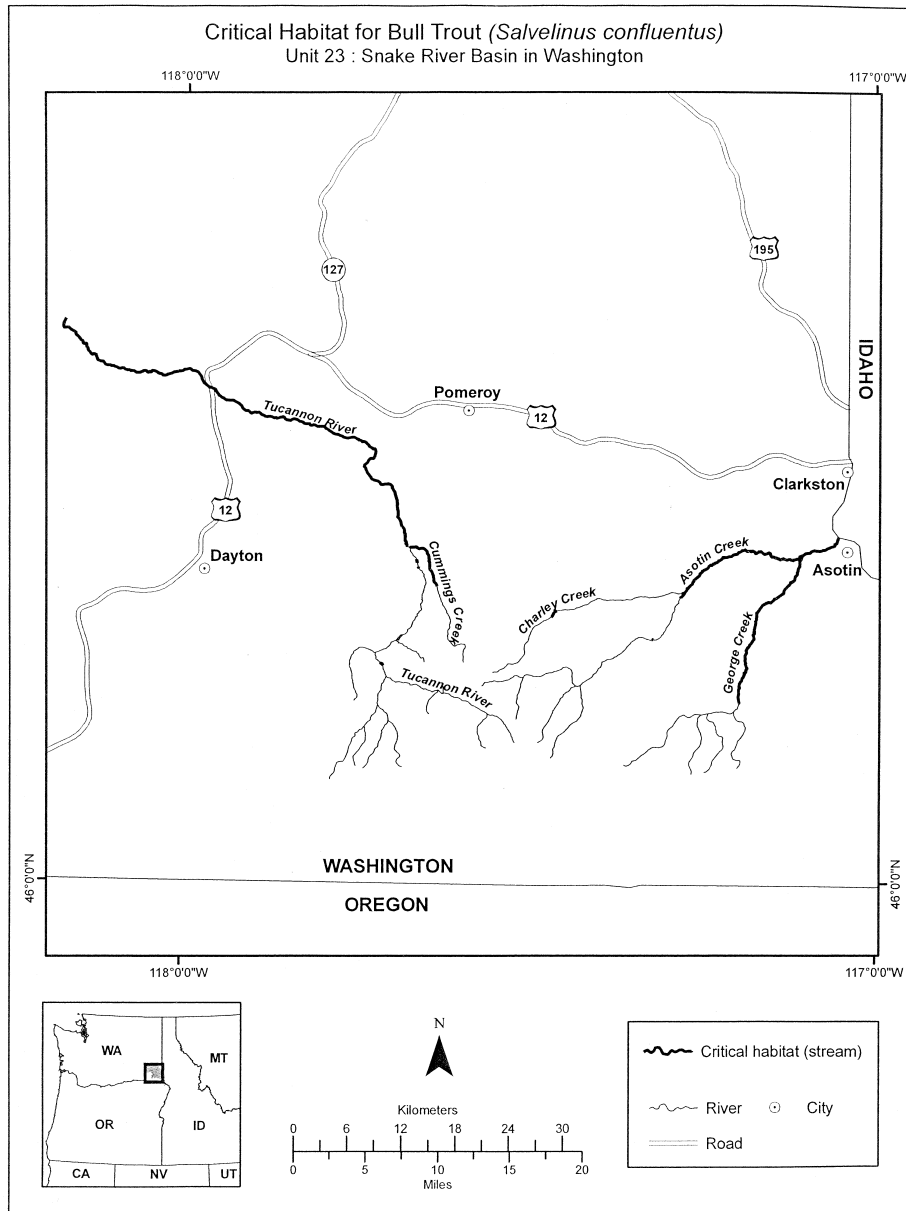 Critical Habitat for Bull Trout (Salvelinus confluentus)
Unit 23 : Snake River Basin in Washington
118°0'0"W
117°0'0"W
127
195
IDAHO
Pomeroy
12
Tucannon River
Clarkston
12
Dayton
Cummings Creek
Asotin Creek
Asotin
Charley Creek
George Creek
Tucannon River
WASHINGTON
46°0'0"N
46°0'0"N
OREGON
118°0'0"W
117°0'0"W
WA
MT
OR
ID
CA
NV
UT
N
Kilometers
0 6 12 18 24 30
0 5 10 15 20
Miles
Critical habitat (stream)
River
City
Road